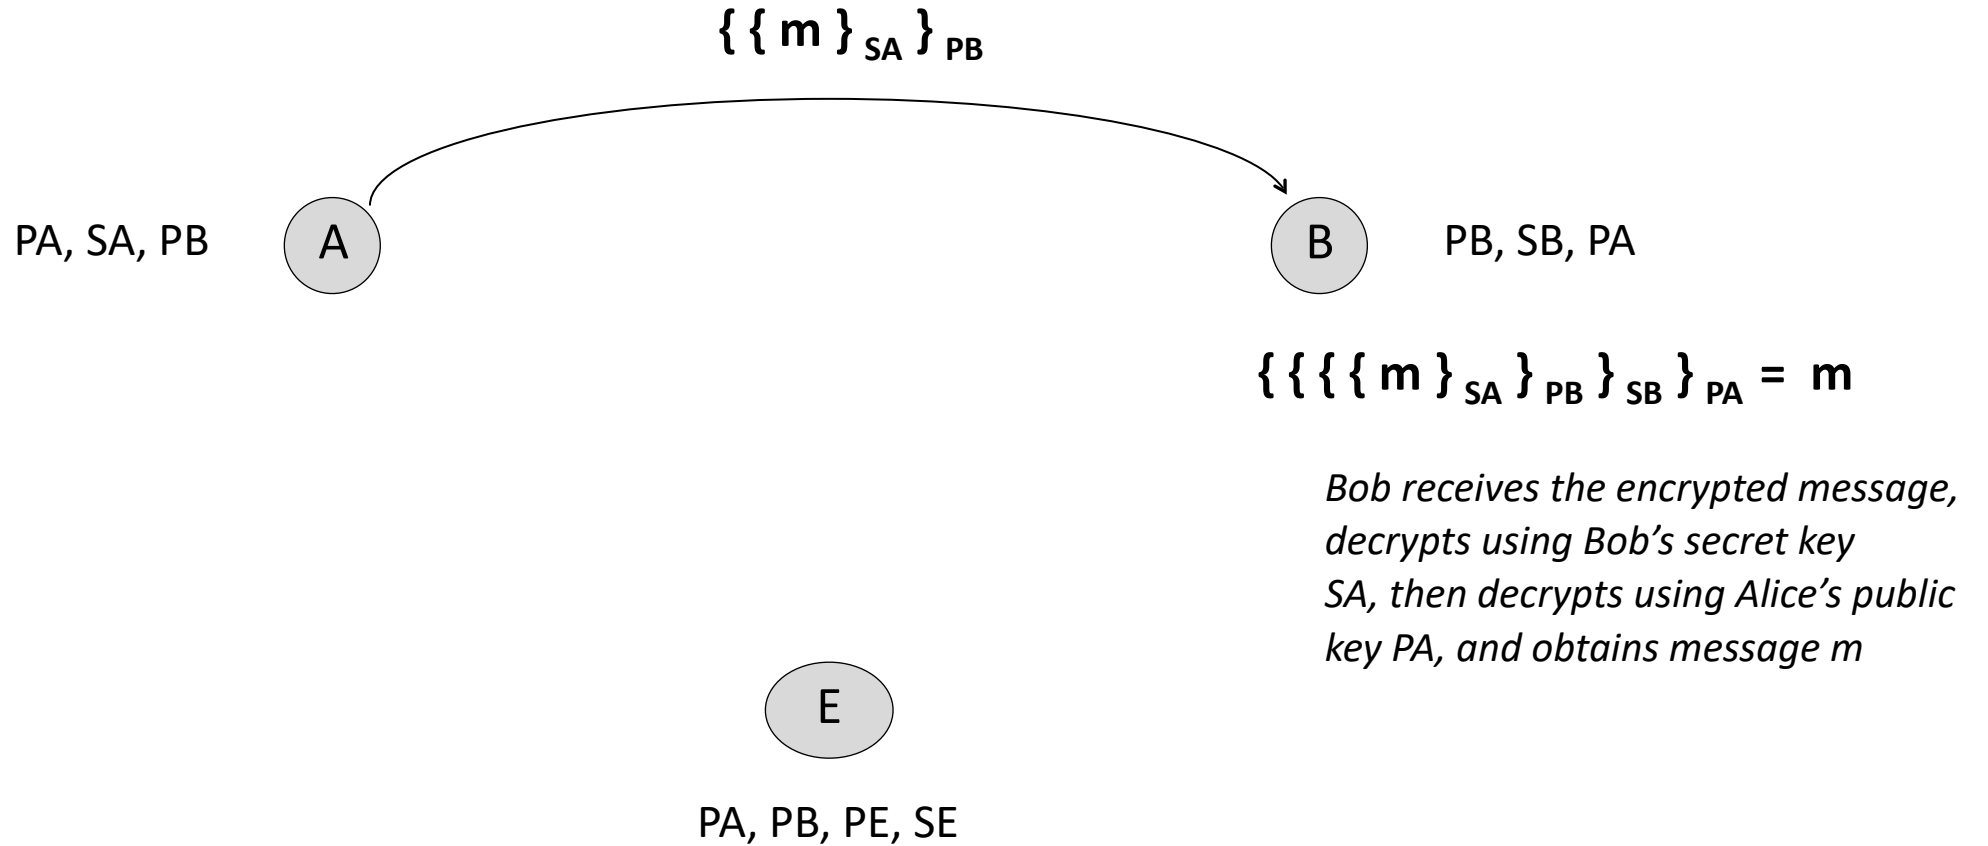 { { m } SA } PB
PA, SA, PB
A
B
PB, SB, PA
{ { { { m } SA } PB } SB } PA = m
Bob receives the encrypted message,
decrypts using Bob’s secret key
SA, then decrypts using Alice’s public
key PA, and obtains message m
E
PA, PB, PE, SE